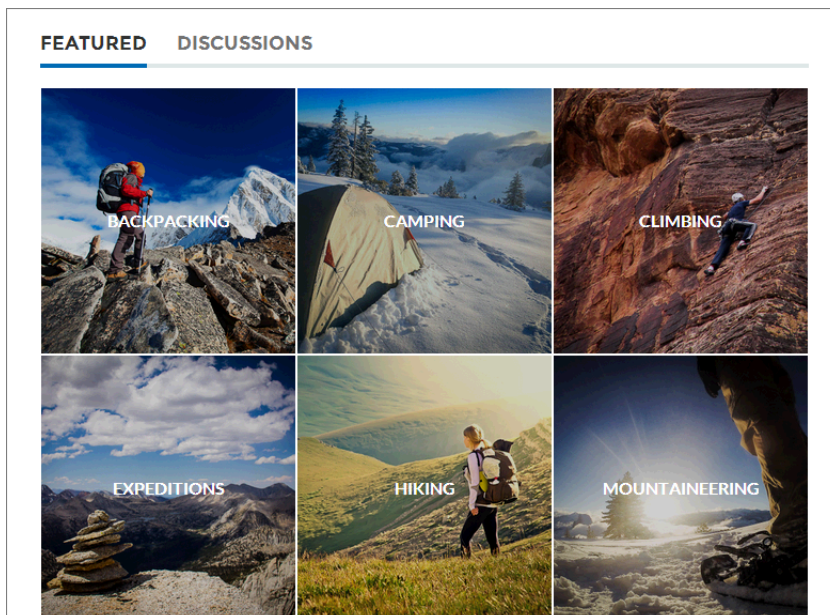 FEATURED DISCUSSIONS
BACKPACKING CAMPING CLIMBING
EXPEDITIONS HIKING MOUNTAINEERING